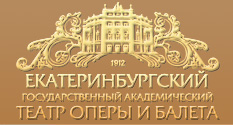 1912
ЕКАТЕРИНБУРГСКИЙ
ГОСУДАРСТВЕННЫЙ АКАДЕМИЧЕСКИЙ
ТЕАТР ОПЕРЫ И БАЛЕТА